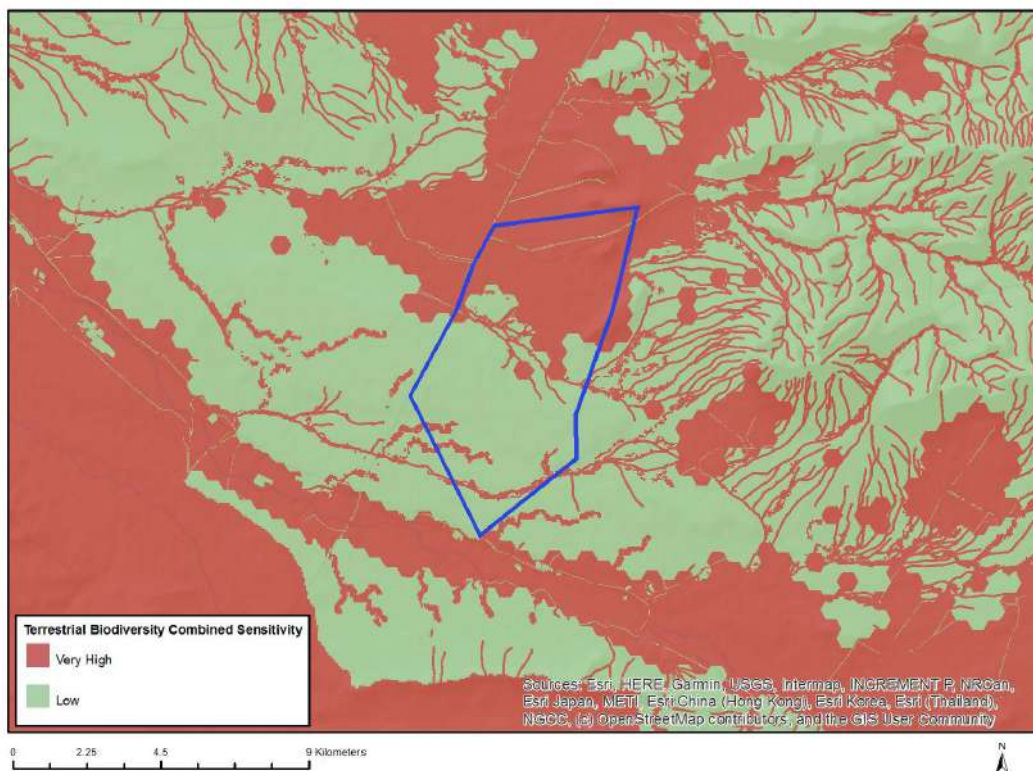 Terrestrial Biodiversity Combined Sensitivity
Very High
Low
Sources: Esri, HERE, Garmin, USGS, Intermap, INCREMENT P, NRCan,
Esri Japan, METI, Esri China (Hong Kong), Esri Korea, Esri (Thailand),
NGCC, (c) OpenStreetMap contributors, and the GIS User Community
0 2.25 4.5 9 Kilometers
N